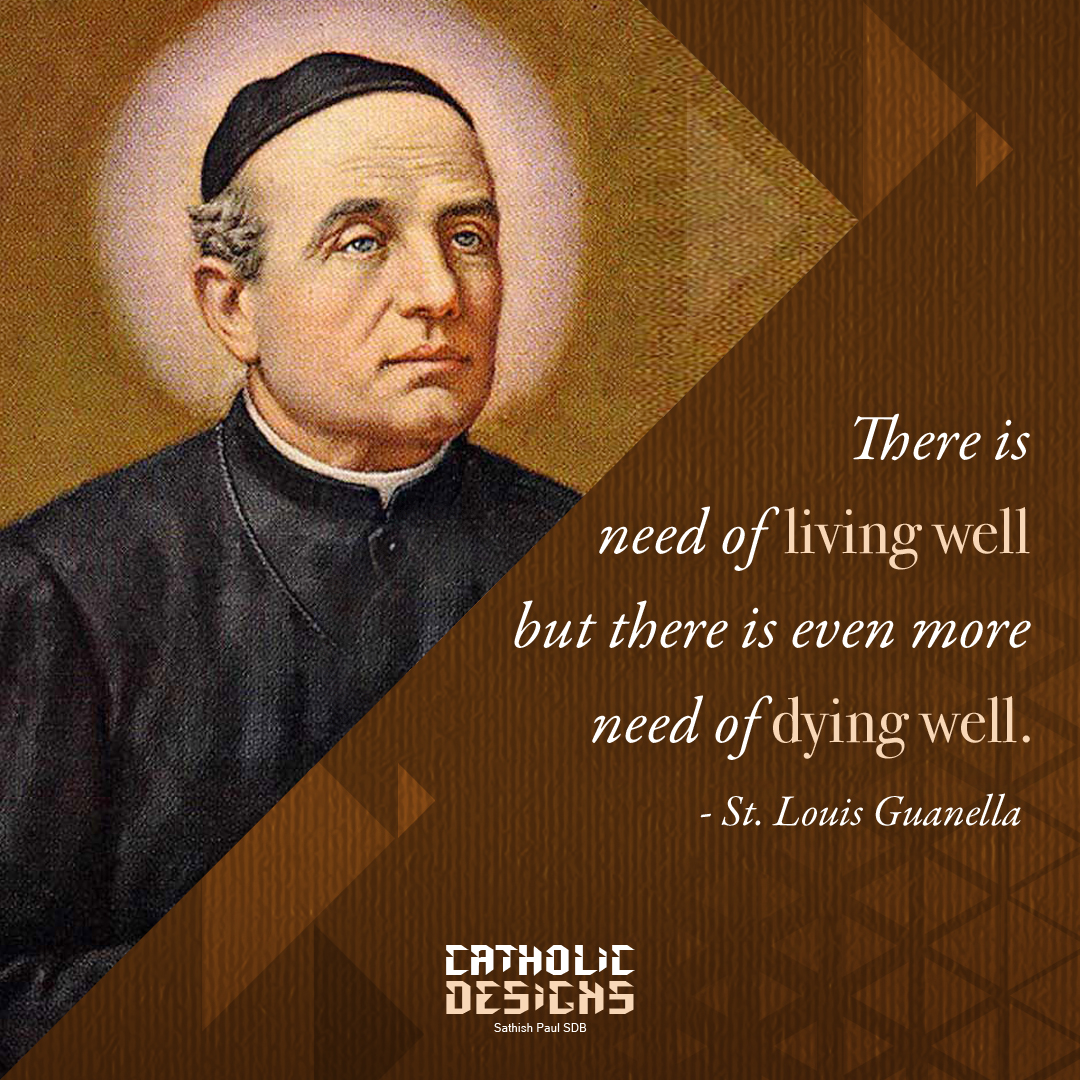 There is
need of living well
but there is even more
need of dying well.
- St. Louis Guanella
CATHOLIC
DESIGNS
Sathish Paul SDB